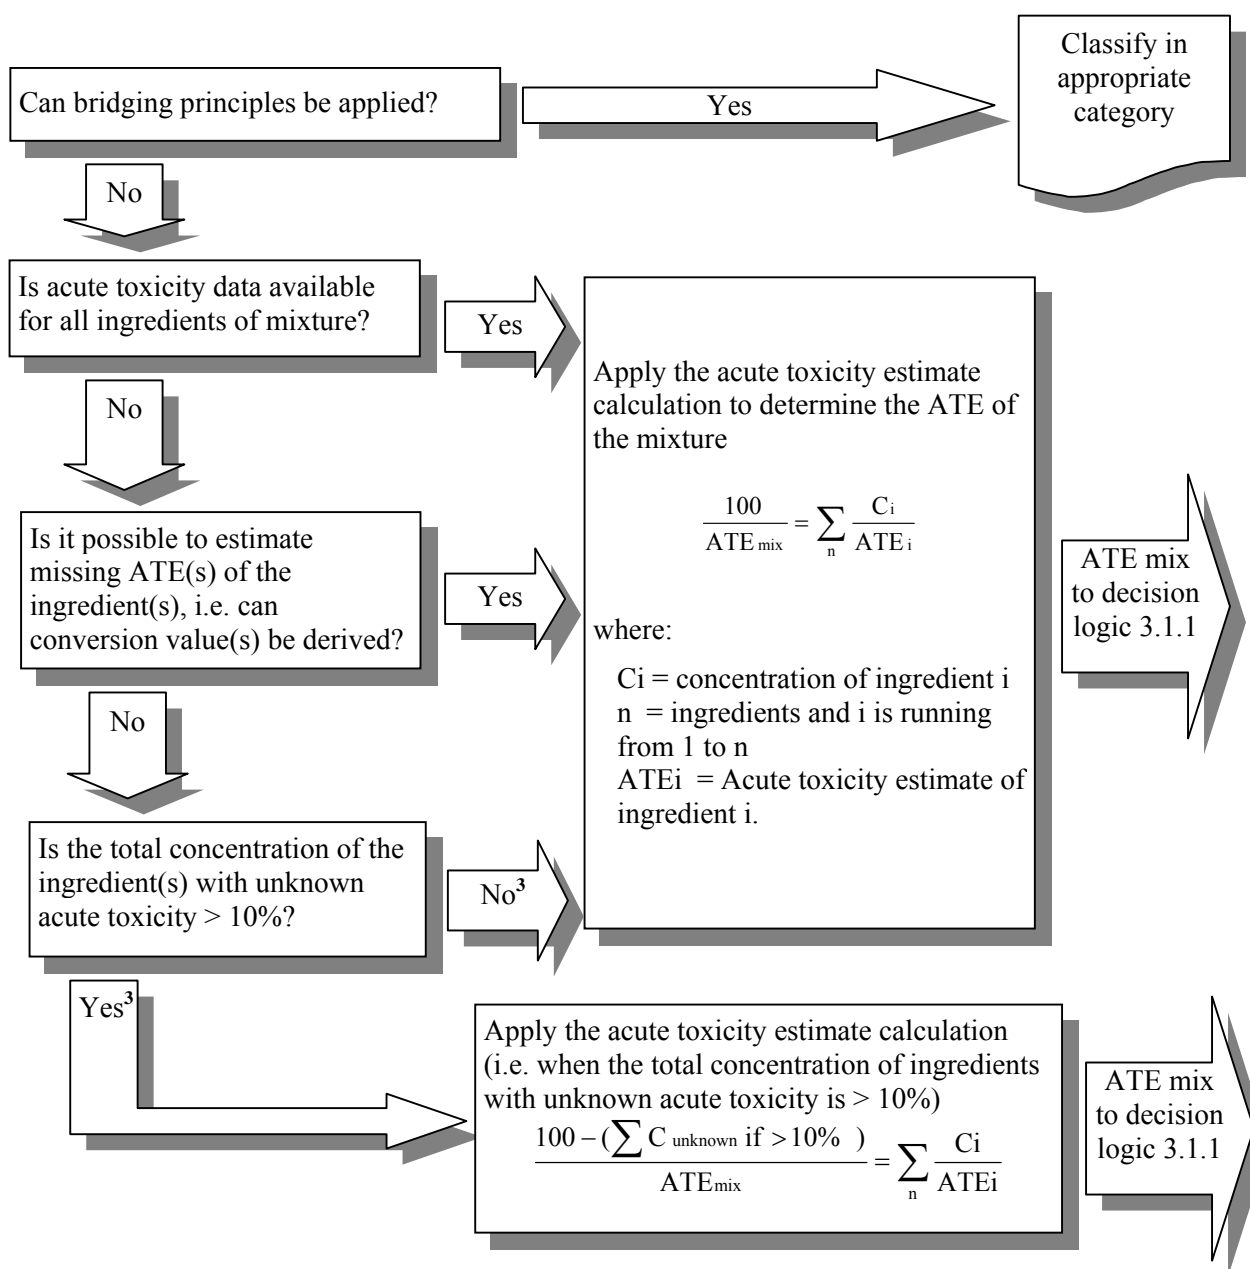 Can bridging principles be applied?
Yes
Classify in
appropriate
category
No
Is acute toxicity data available
for all ingredients of mixture?
Yes
No
Is it possible to estimate
missing ATE(s) of the
ingredient(s), i.e. can
conversion value(s) be derived?
Yes
No
Is the total concentration of the
ingredient(s) with unknown
acute toxicity > 10%?
No³
Yes³
Apply the acute toxicity estimate
calculation to determine the ATE of
the mixture
100
ATE mix
= ∑
n
C i
ATE i
where:
Ci = concentration of ingredient i
n = ingredients and i is running
from 1 to n
ATEi = Acute toxicity estimate of
ingredient i.
ATE mix
to decision
logic 3.1.1
Apply the acute toxicity estimate calculation
(i.e. when the total concentration of ingredients
with unknown acute toxicity is > 10%)
100 – (∑ C unknown if > 10% )
ATE mix
= ∑
n
Ci
ATEi
ATE mix
to decision
logic 3.1.1